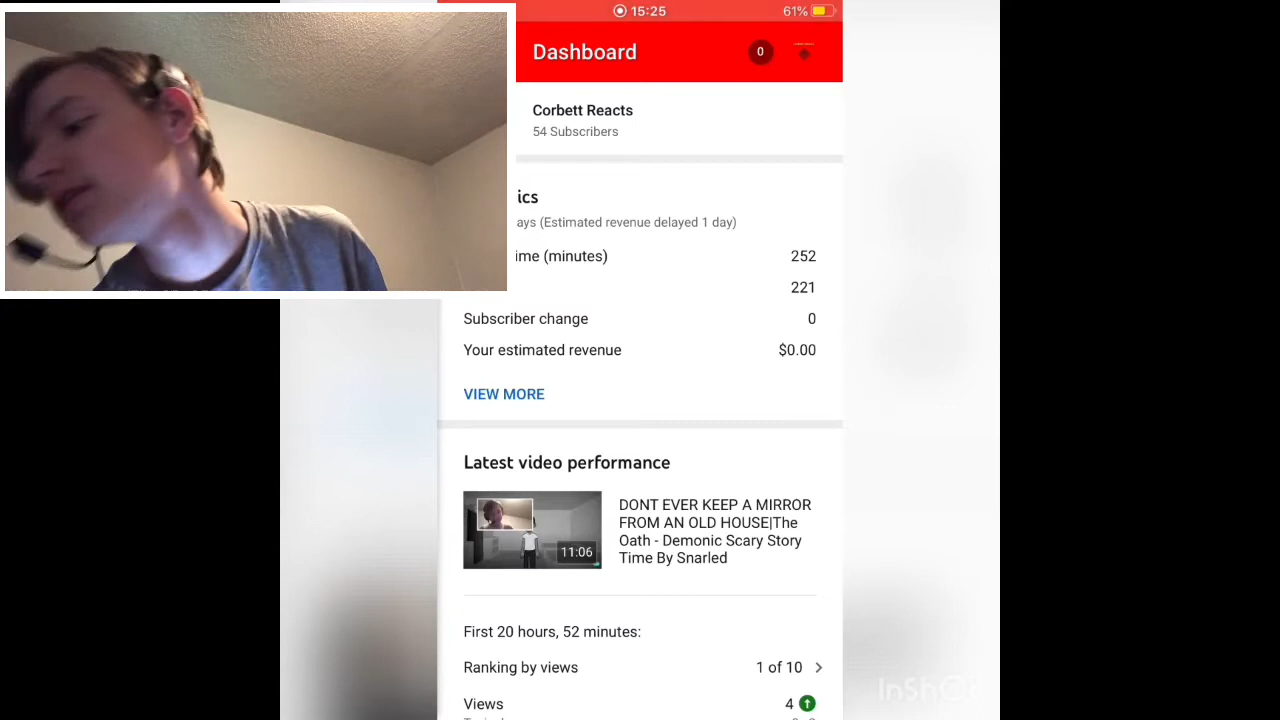 15:25
61%
Dashboard
0
Corbett Reacts
54 Subscribers
ics
ays (Estimated revenue delayed 1 day)
ime (minutes) 252
221
Subscriber change 0
Your estimated revenue $0.00
VIEW MORE
Latest video performance
11:06
DONT EVER KEEP A MIRROR
FROM AN OLD HOUSE|The
Oath - Demonic Scary Story
Time By Snarled
First 20 hours, 52 minutes:
Ranking by views 1 of 10
Views 4
InShOt